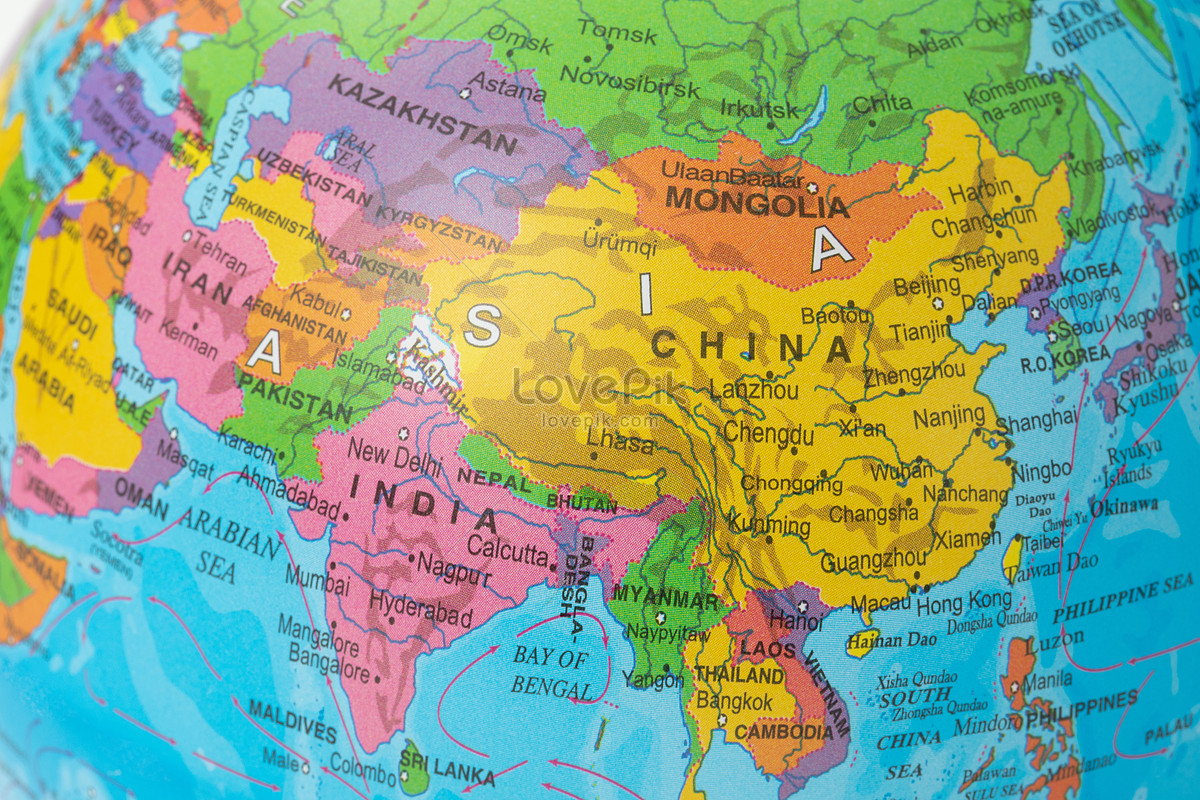 Omsk
Tomsk
Novosibirsk
Astana
KAZAKHSTAN
Irkutsk
Chita
Aldan
Okhotsk
SEA OF
OKHOTSK
Komsomol'sk
na-amure
Khabarovsk
Vladivostok
TURKEY
ARMENIA
CASPIAN SEA
ARAL
SEA
UZBEKISTAN
TURKMENISTAN
KYRGYZSTAN
TAJIKISTAN
UlaanBaatar
MONGOLIA
Ürümqi
A S I A
Harbin
Changchun
Shenyang
Beijing
Dalian
Tianjin
Baotou
D.P.R.KOREA
Pyongyang
Seoul
R.O.KOREA
Nagoya
Osaka
Shikoku
Kyushu
IRAQ
Tehran
IRAN
Kerman
Kabul
AFGHANISTAN
Islamabad
Kashmir
PAKISTAN
Karachi
SAUDI
ARABIA
QATAR
U.A.E
Masqat
OMAN
YEMEN
Socotra
(YEMEN)
SOMALIA
ARABIAN
SEA
CHINA
Lanzhou
Zhengzhou
Xi'an
Nanjing
Shanghai
Chengdu
Lhasa
Wuhan
Ningbo
Chongqing
Nanchang
Changsha
Kunming
Xiamen
Guangzhou
Macau
Hong Kong
Ryukyu
Islands
Okinawa
Diaoyu
Dao
Chiwei Yu
Taibei
Taiwan Dao
Dongsha Qundao
PHILIPPINE SEA
LovePik
lovepik.com
New Delhi
NEPAL
BHUTAN
INDIA
Ahmadabad
Calcutta
BANGLA-
DESH
Nagpur
Mumbai
Hyderabad
Mangalore
Bangalore
BAY OF
BENGAL
MALDIVES
Male
Colombo
SRI LANKA
MYANMAR
Naypyitaw
Yangon
Hanoi
LAOS
VIETNAM
THAILAND
Bangkok
CAMBODIA
Hainan Dao
Xisha Qundao
SOUTH
Zhongsha Qundao
CHINA
SEA
Luzon
Manila
Mindoro
PHILIPPINES
Palawan
SULU SEA
Mindanao
PALAU